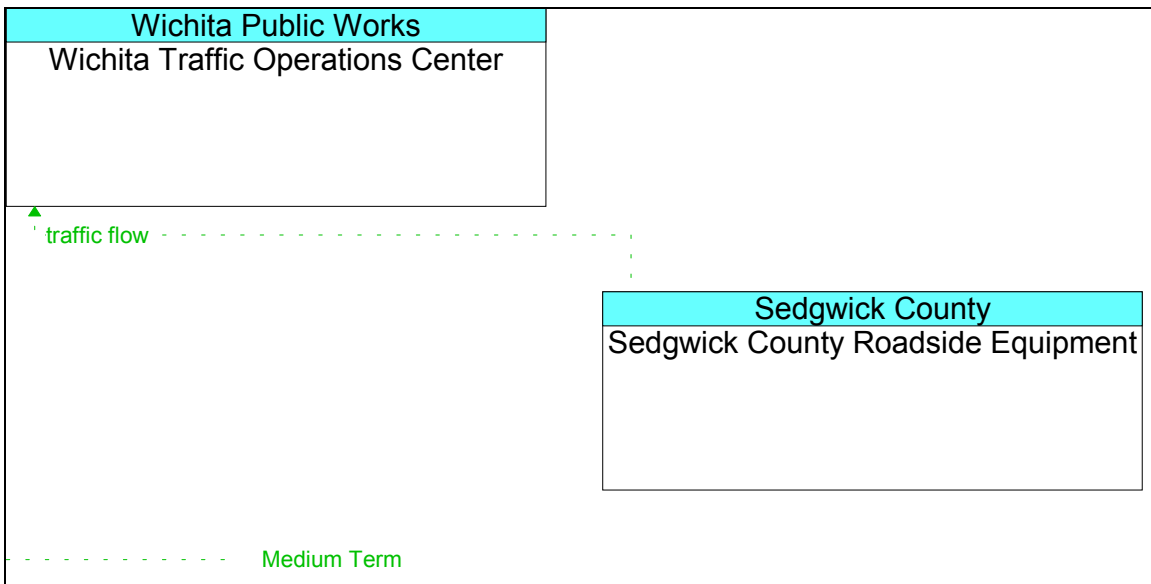 Wichita Public Works
Wichita Traffic Operations Center
traffic flow
Sedgwick County
Sedgwick County Roadside Equipment
Medium Term